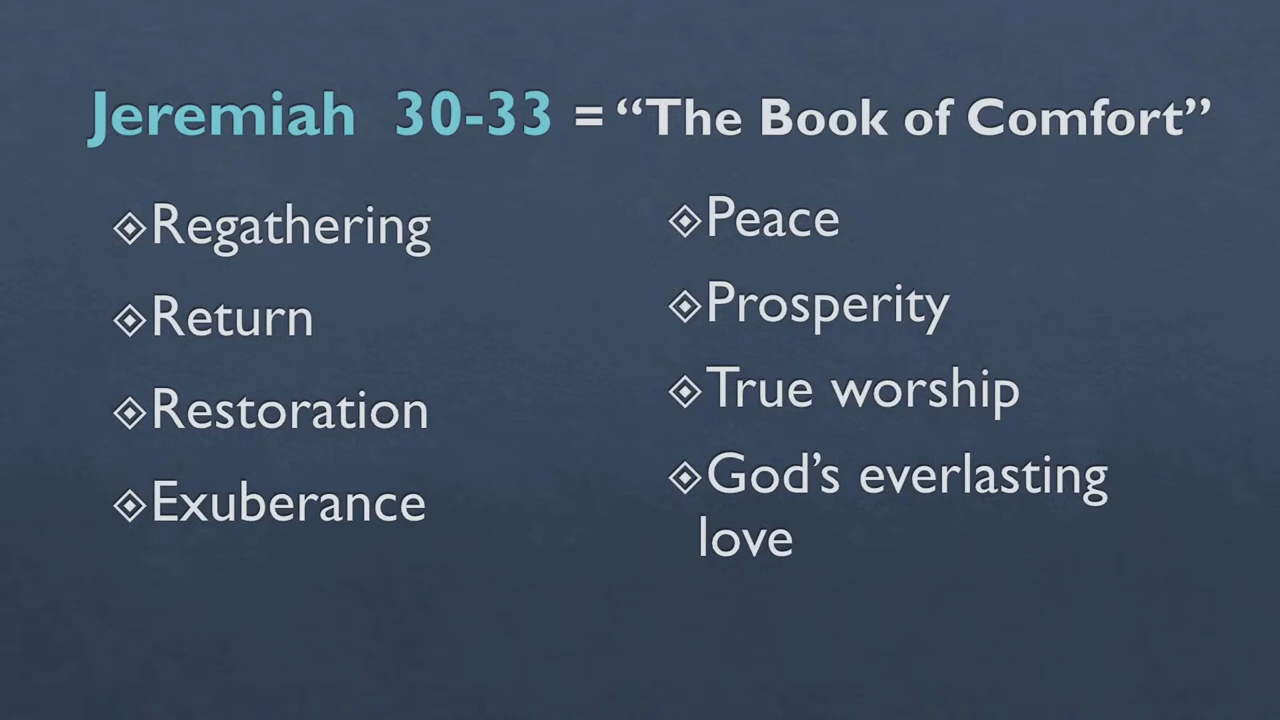 Jeremiah 30-33 = “The Book of Comfort”
Regathering
Return
Restoration
Exuberance
Peace
Prosperity
True worship
God’s everlasting
love